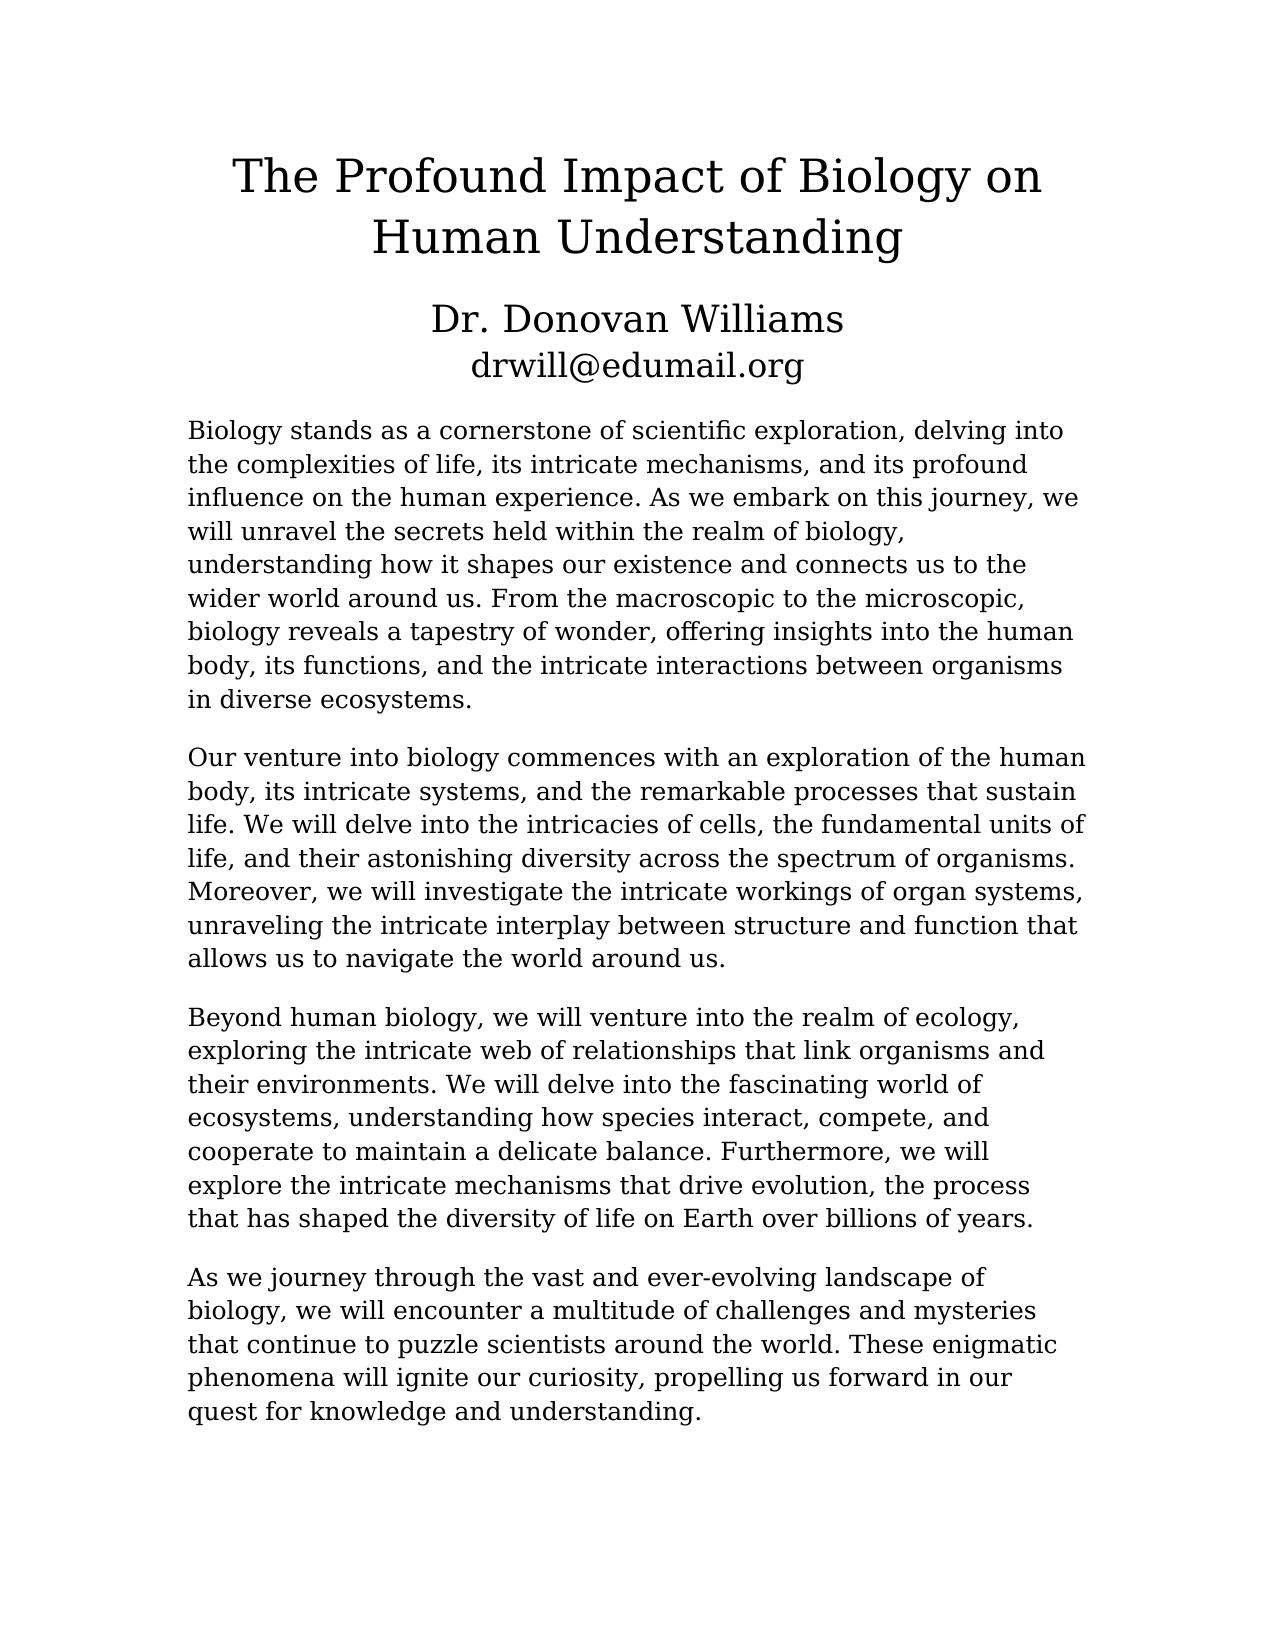 The Profound Impact of Biology on
Human Understanding
Dr. Donovan Williams
drwill@edumail.org
Biology stands as a cornerstone of scientific exploration, delving into
the complexities of life, its intricate mechanisms, and its profound
influence on the human experience. As we embark on this journey, we
will unravel the secrets held within the realm of biology,
understanding how it shapes our existence and connects us to the
wider world around us. From the macroscopic to the microscopic,
biology reveals a tapestry of wonder, offering insights into the human
body, its functions, and the intricate interactions between organisms
in diverse ecosystems.
Our venture into biology commences with an exploration of the human
body, its intricate systems, and the remarkable processes that sustain
life. We will delve into the intricacies of cells, the fundamental units of
life, and their astonishing diversity across the spectrum of organisms.
Moreover, we will investigate the intricate workings of organ systems,
unraveling the intricate interplay between structure and function that
allows us to navigate the world around us.
Beyond human biology, we will venture into the realm of ecology,
exploring the intricate web of relationships that link organisms and
their environments. We will delve into the fascinating world of
ecosystems, understanding how species interact, compete, and
cooperate to maintain a delicate balance. Furthermore, we will
explore the intricate mechanisms that drive evolution, the process
that has shaped the diversity of life on Earth over billions of years.
As we journey through the vast and ever-evolving landscape of
biology, we will encounter a multitude of challenges and mysteries
that continue to puzzle scientists around the world. These enigmatic
phenomena will ignite our curiosity, propelling us forward in our
quest for knowledge and understanding.